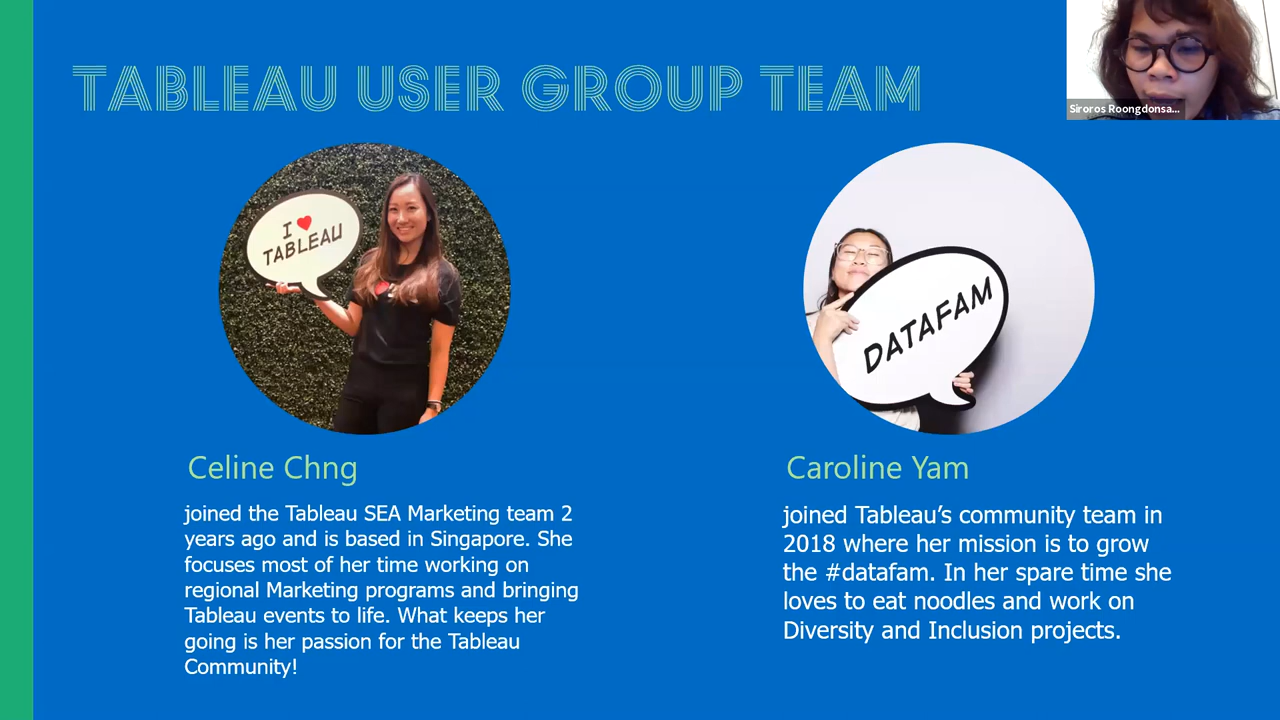 TABLEAU USER GROUP TEAM
Siroros Roongdonsa...
I ❤
TABLEAU
DATAFAM
Celine Chng
joined the Tableau SEA Marketing team 2
years ago and is based in Singapore. She
focuses most of her time working on
regional Marketing programs and bringing
Tableau events to life. What keeps her
going is her passion for the Tableau
Community!
Caroline Yam
joined Tableau’s community team in
2018 where her mission is to grow
the #datafam. In her spare time she
loves to eat noodles and work on
Diversity and Inclusion projects.